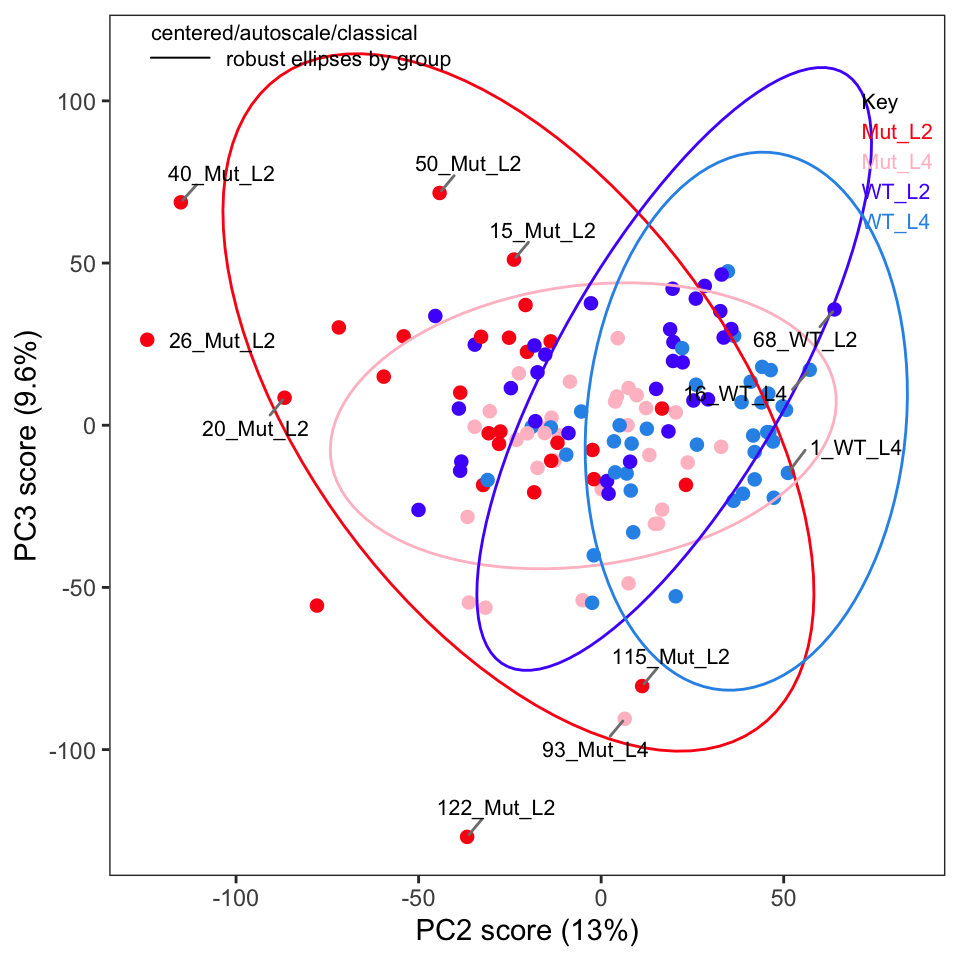 centered/autoscale/classical
robust ellipses by group
Key
Mut_L2
Mut_L4
WT_L2
WT_L4
40_Mut_L2
50_Mut_L2
15_Mut_L2
26_Mut_L2
68_WT_L2
16_WT_L4
20_Mut_L2
1_WT_L4
115_Mut_L2
93_Mut_L4
122_Mut_L2
100
50
0
-50
-100
PC3 score (9.6%)
-100
-50
0
50
PC2 score (13%)